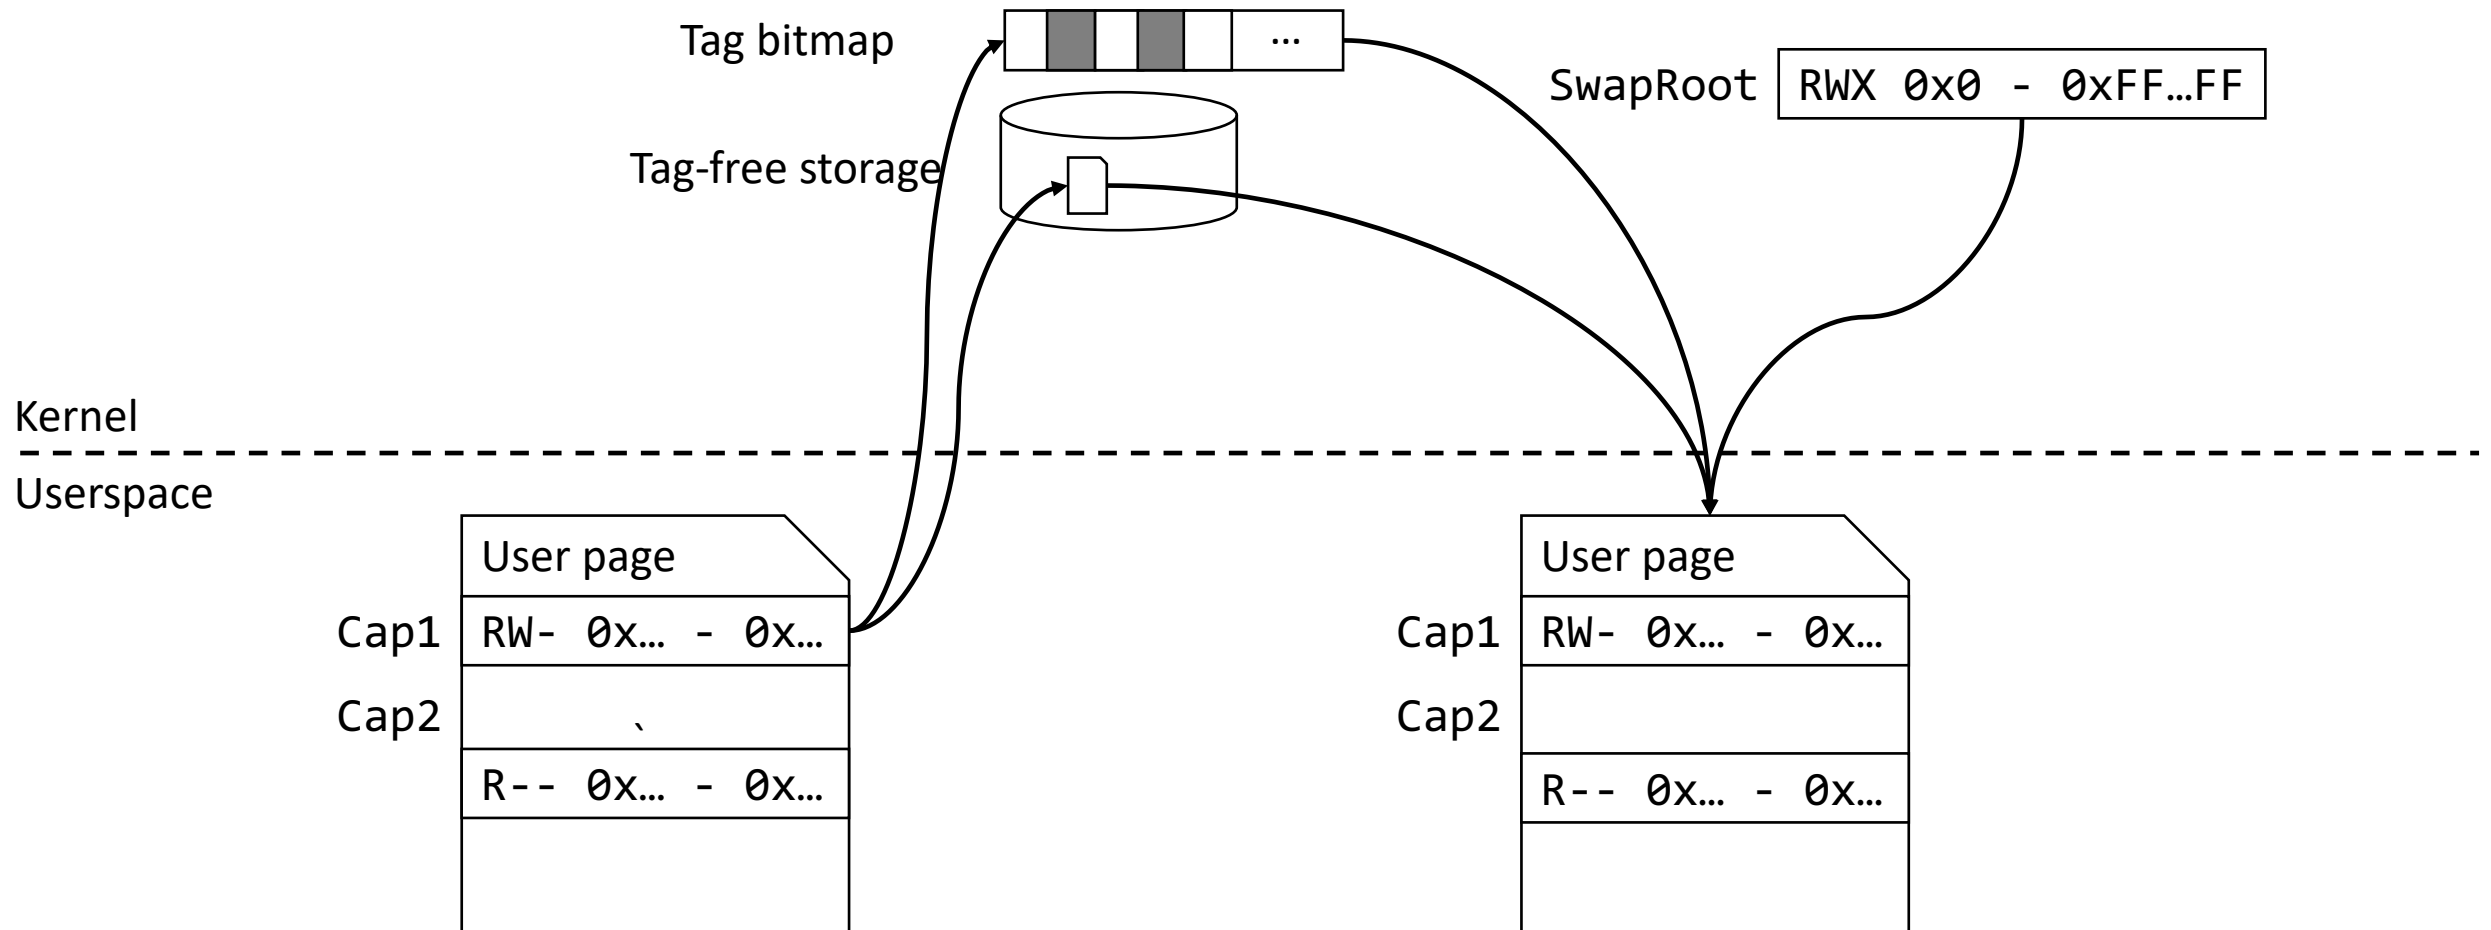 Tag bitmap
...
SwapRoot
RWX 0x0 - 0xFF…FF
Tag-free storage
Kernel
Userspace
User page
Cap1
RW- 0x… - 0x…
Cap2
`
R-- 0x… - 0x…
User page
Cap1
RW- 0x… - 0x…
Cap2
R-- 0x… - 0x…